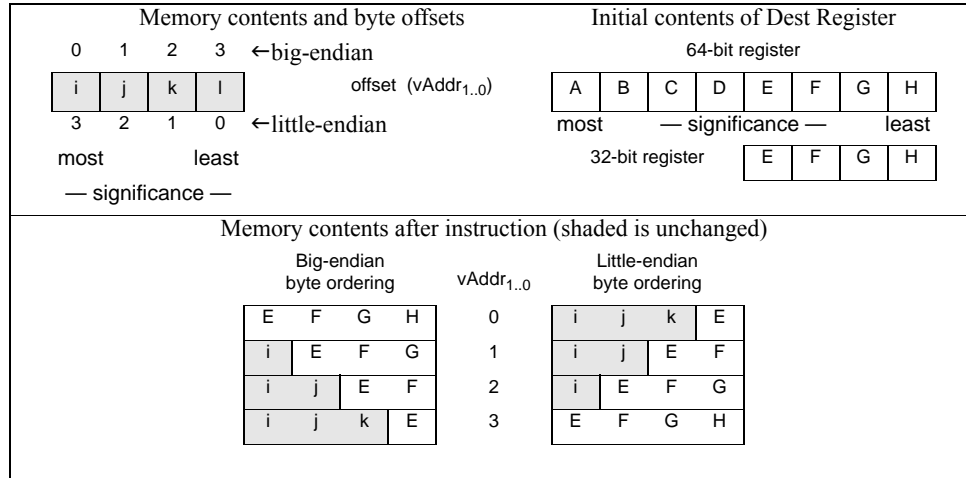 Memory contents and byte offsets
0 1 2 3 ←big-endian
i j k l
offset (vAddr1..0)
3 2 1 0 ←little-endian
most least
— significance —
Initial contents of Dest Register
64-bit register
A B C D E F G H
most — significance — least
32-bit register E F G H
Memory contents after instruction (shaded is unchanged)
Big-endian
byte ordering
vAddr1..0
Little-endian
byte ordering
E F G H 0 i j k E
i E F G 1 i j E F
i j E F 2 i E F G
i j k E 3 E F G H